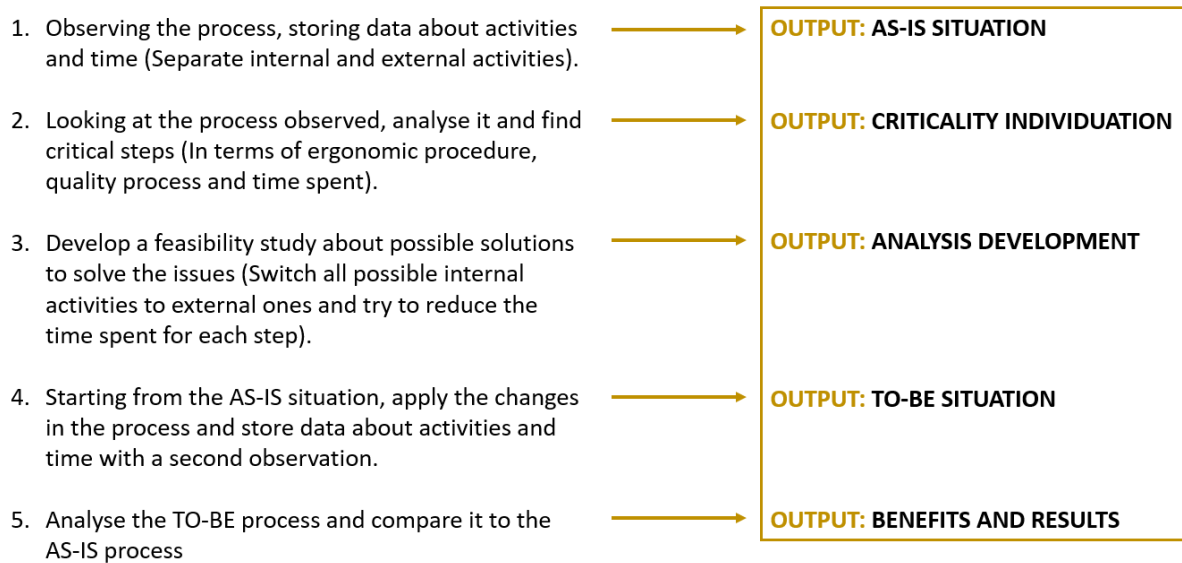 1. Observing the process, storing data about activities
and time (Separate internal and external activities).
OUTPUT: AS-IS SITUATION
2. Looking at the process observed, analyse it and find
critical steps (In terms of ergonomic procedure,
quality process and time spent).
OUTPUT: CRITICALITY INDIVIDUATION
3. Develop a feasibility study about possible solutions
to solve the issues (Switch all possible internal
activities to external ones and try to reduce the
time spent for each step).
OUTPUT: ANALYSIS DEVELOPMENT
4. Starting from the AS-IS situation, apply the changes
in the process and store data about activities and
time with a second observation.
OUTPUT: TO-BE SITUATION
5. Analyse the TO-BE process and compare it to the
AS-IS process
OUTPUT: BENEFITS AND RESULTS